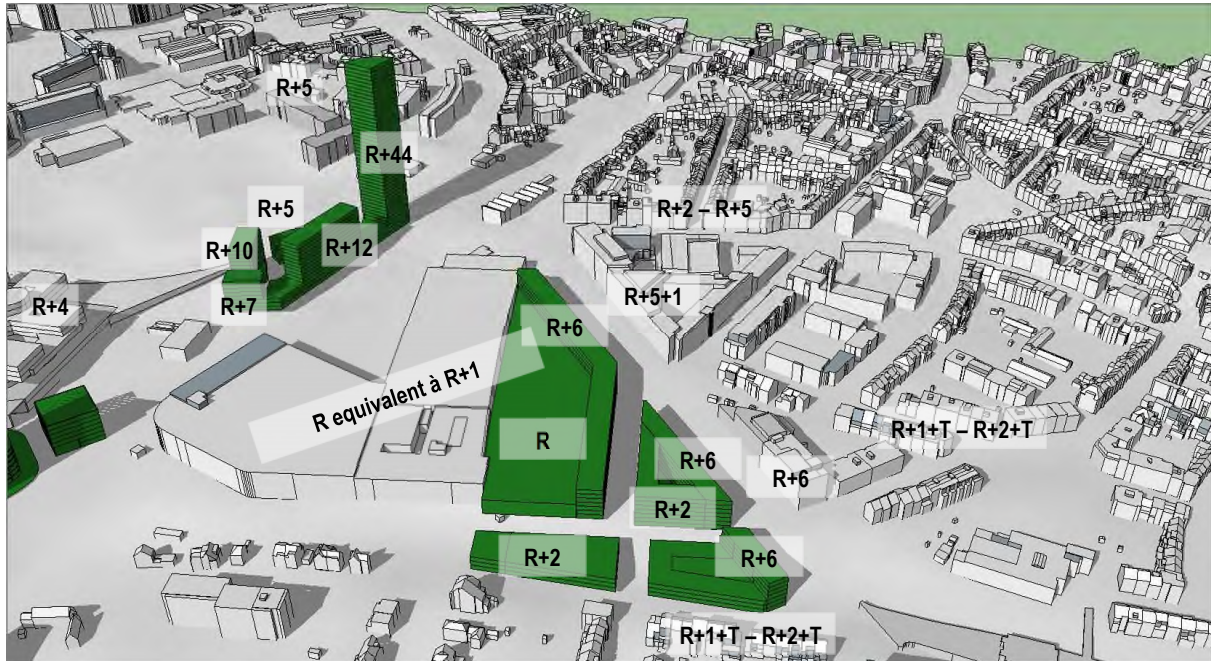 R+5
R+44
R+5
R+2 – R+5
R+10
R+12
R+4
R+7
R+5+1
R+6
R equivalent à R+1
R
R+1+T – R+2+T
R+6
R+6
R+2
R+2
R+6
R+1+T – R+2+T